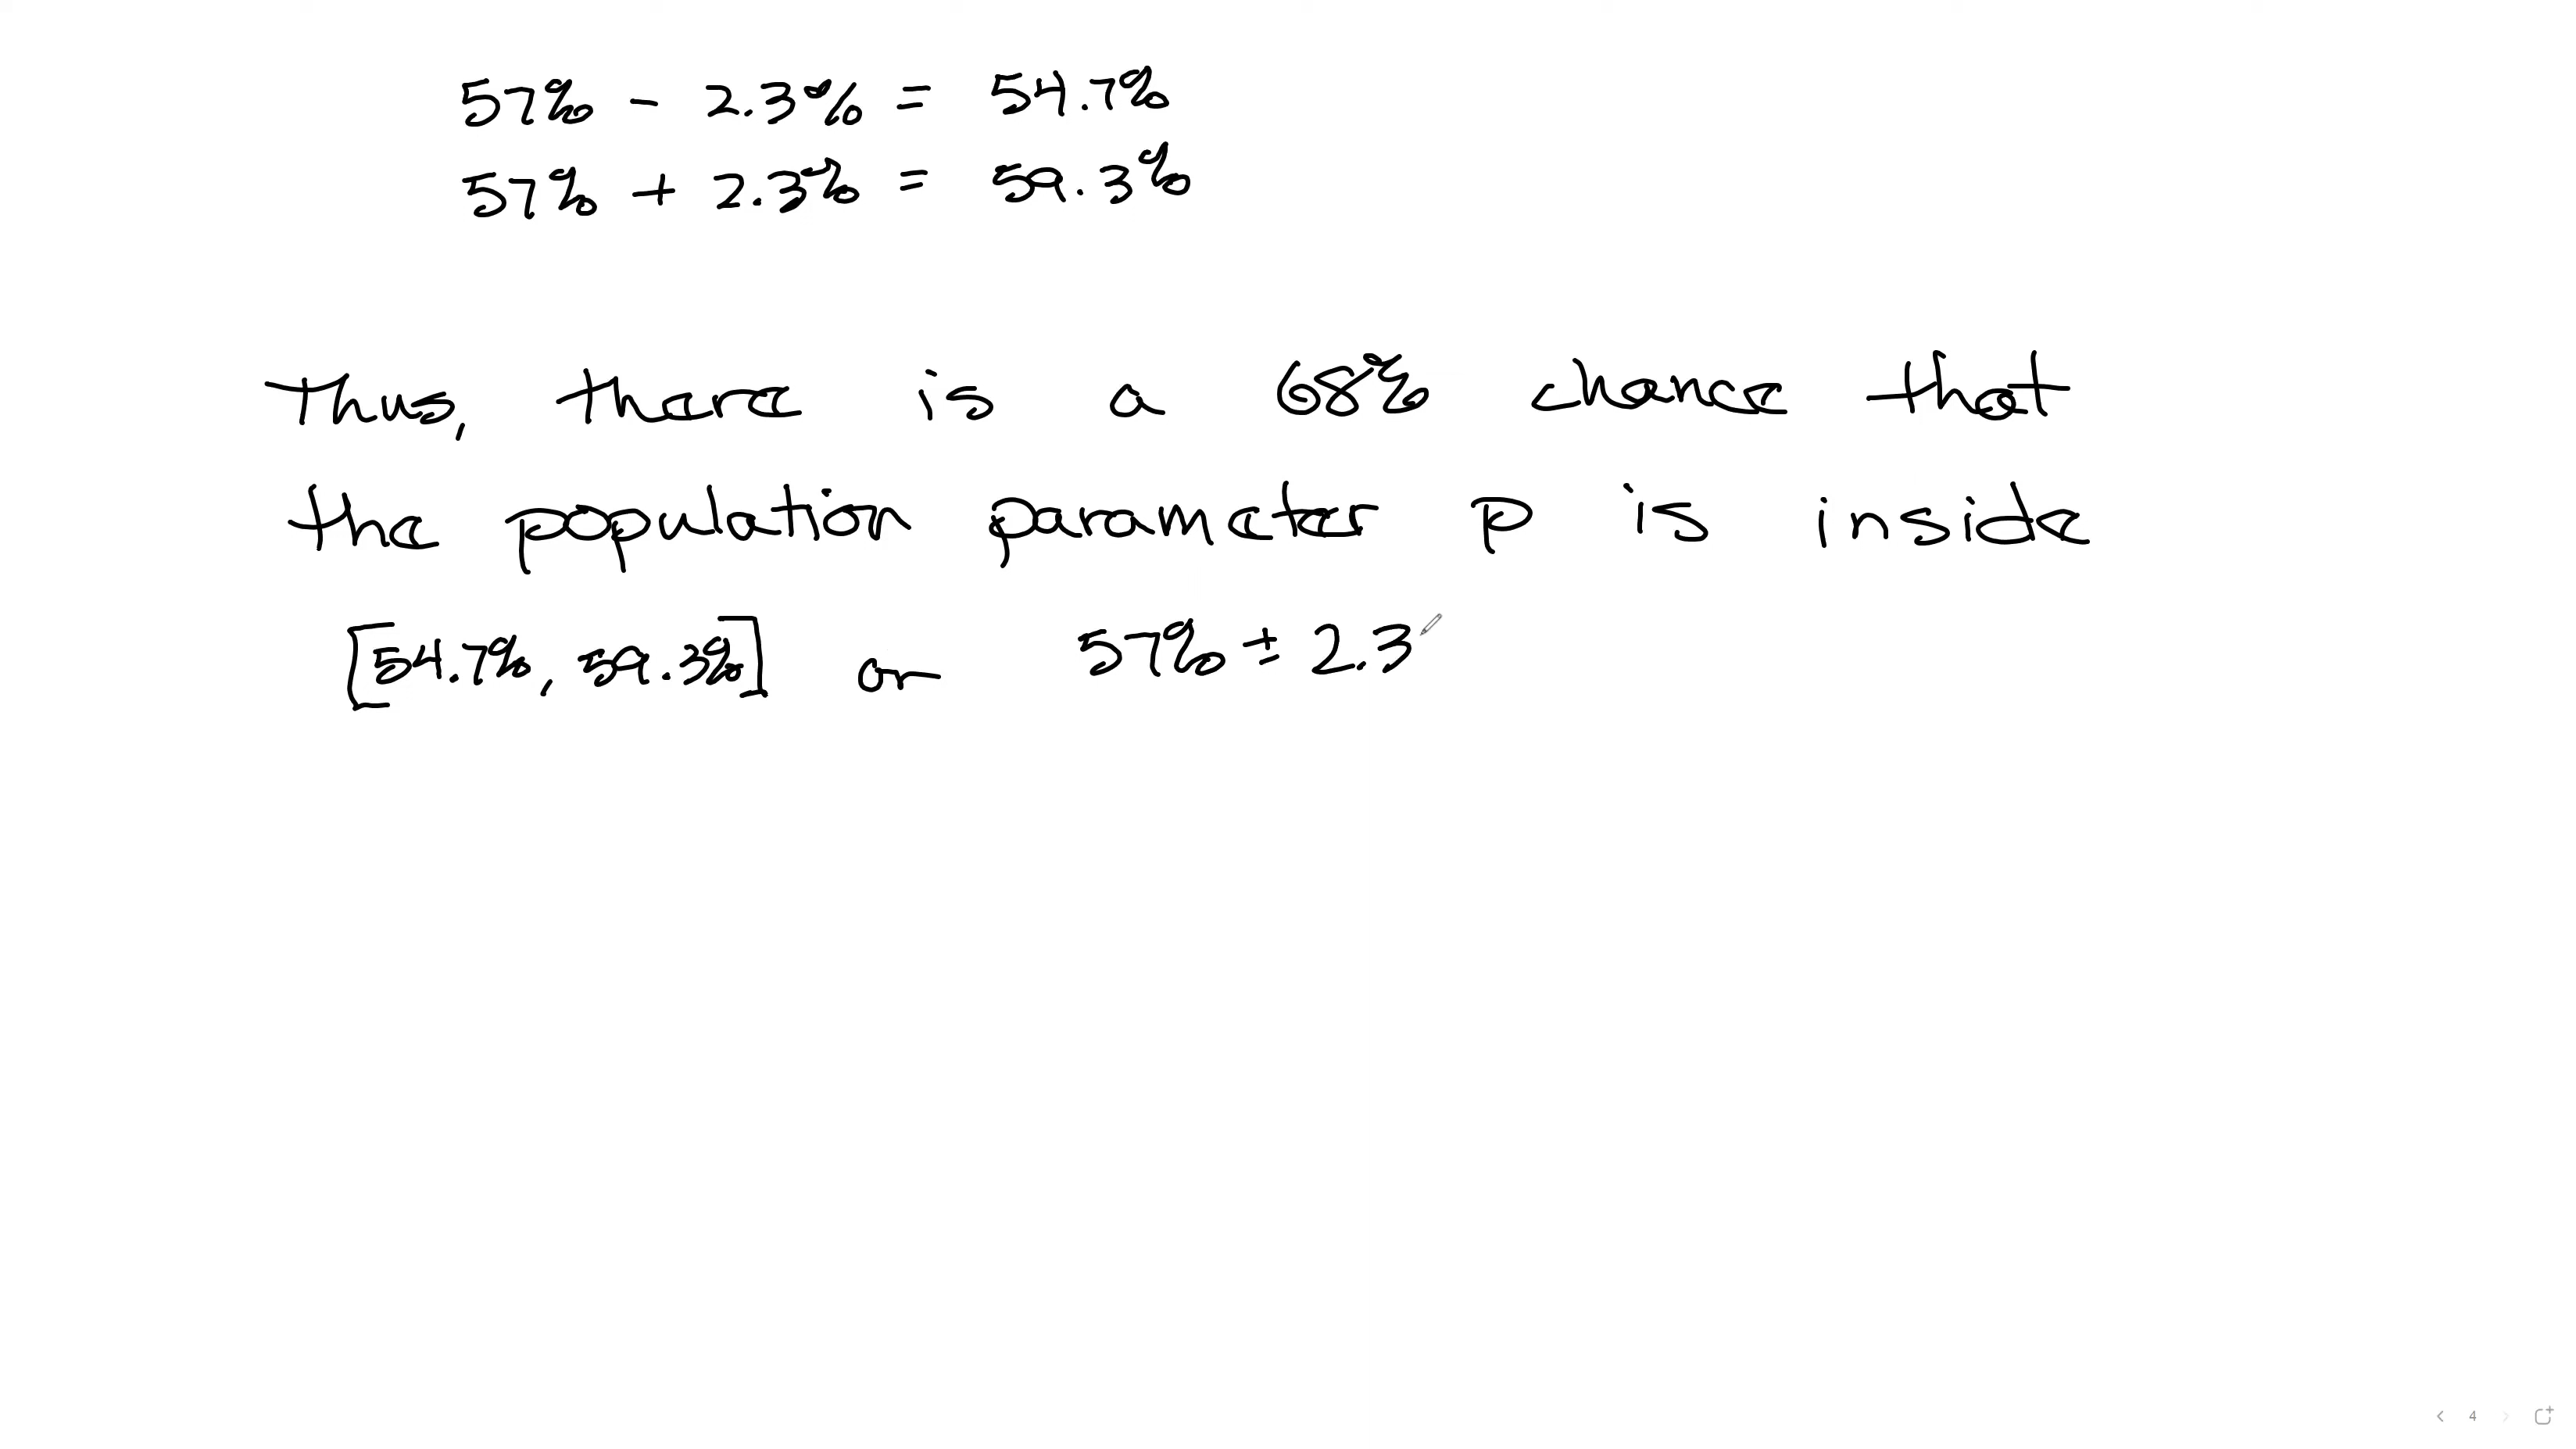 57% - 2.3% = 54.7%
57% + 2.3% = 59.3%
Thus, there is a 68% chance that
the population parameter p is inside
[54.7%, 59.3%] or 57% ± 2.3
4